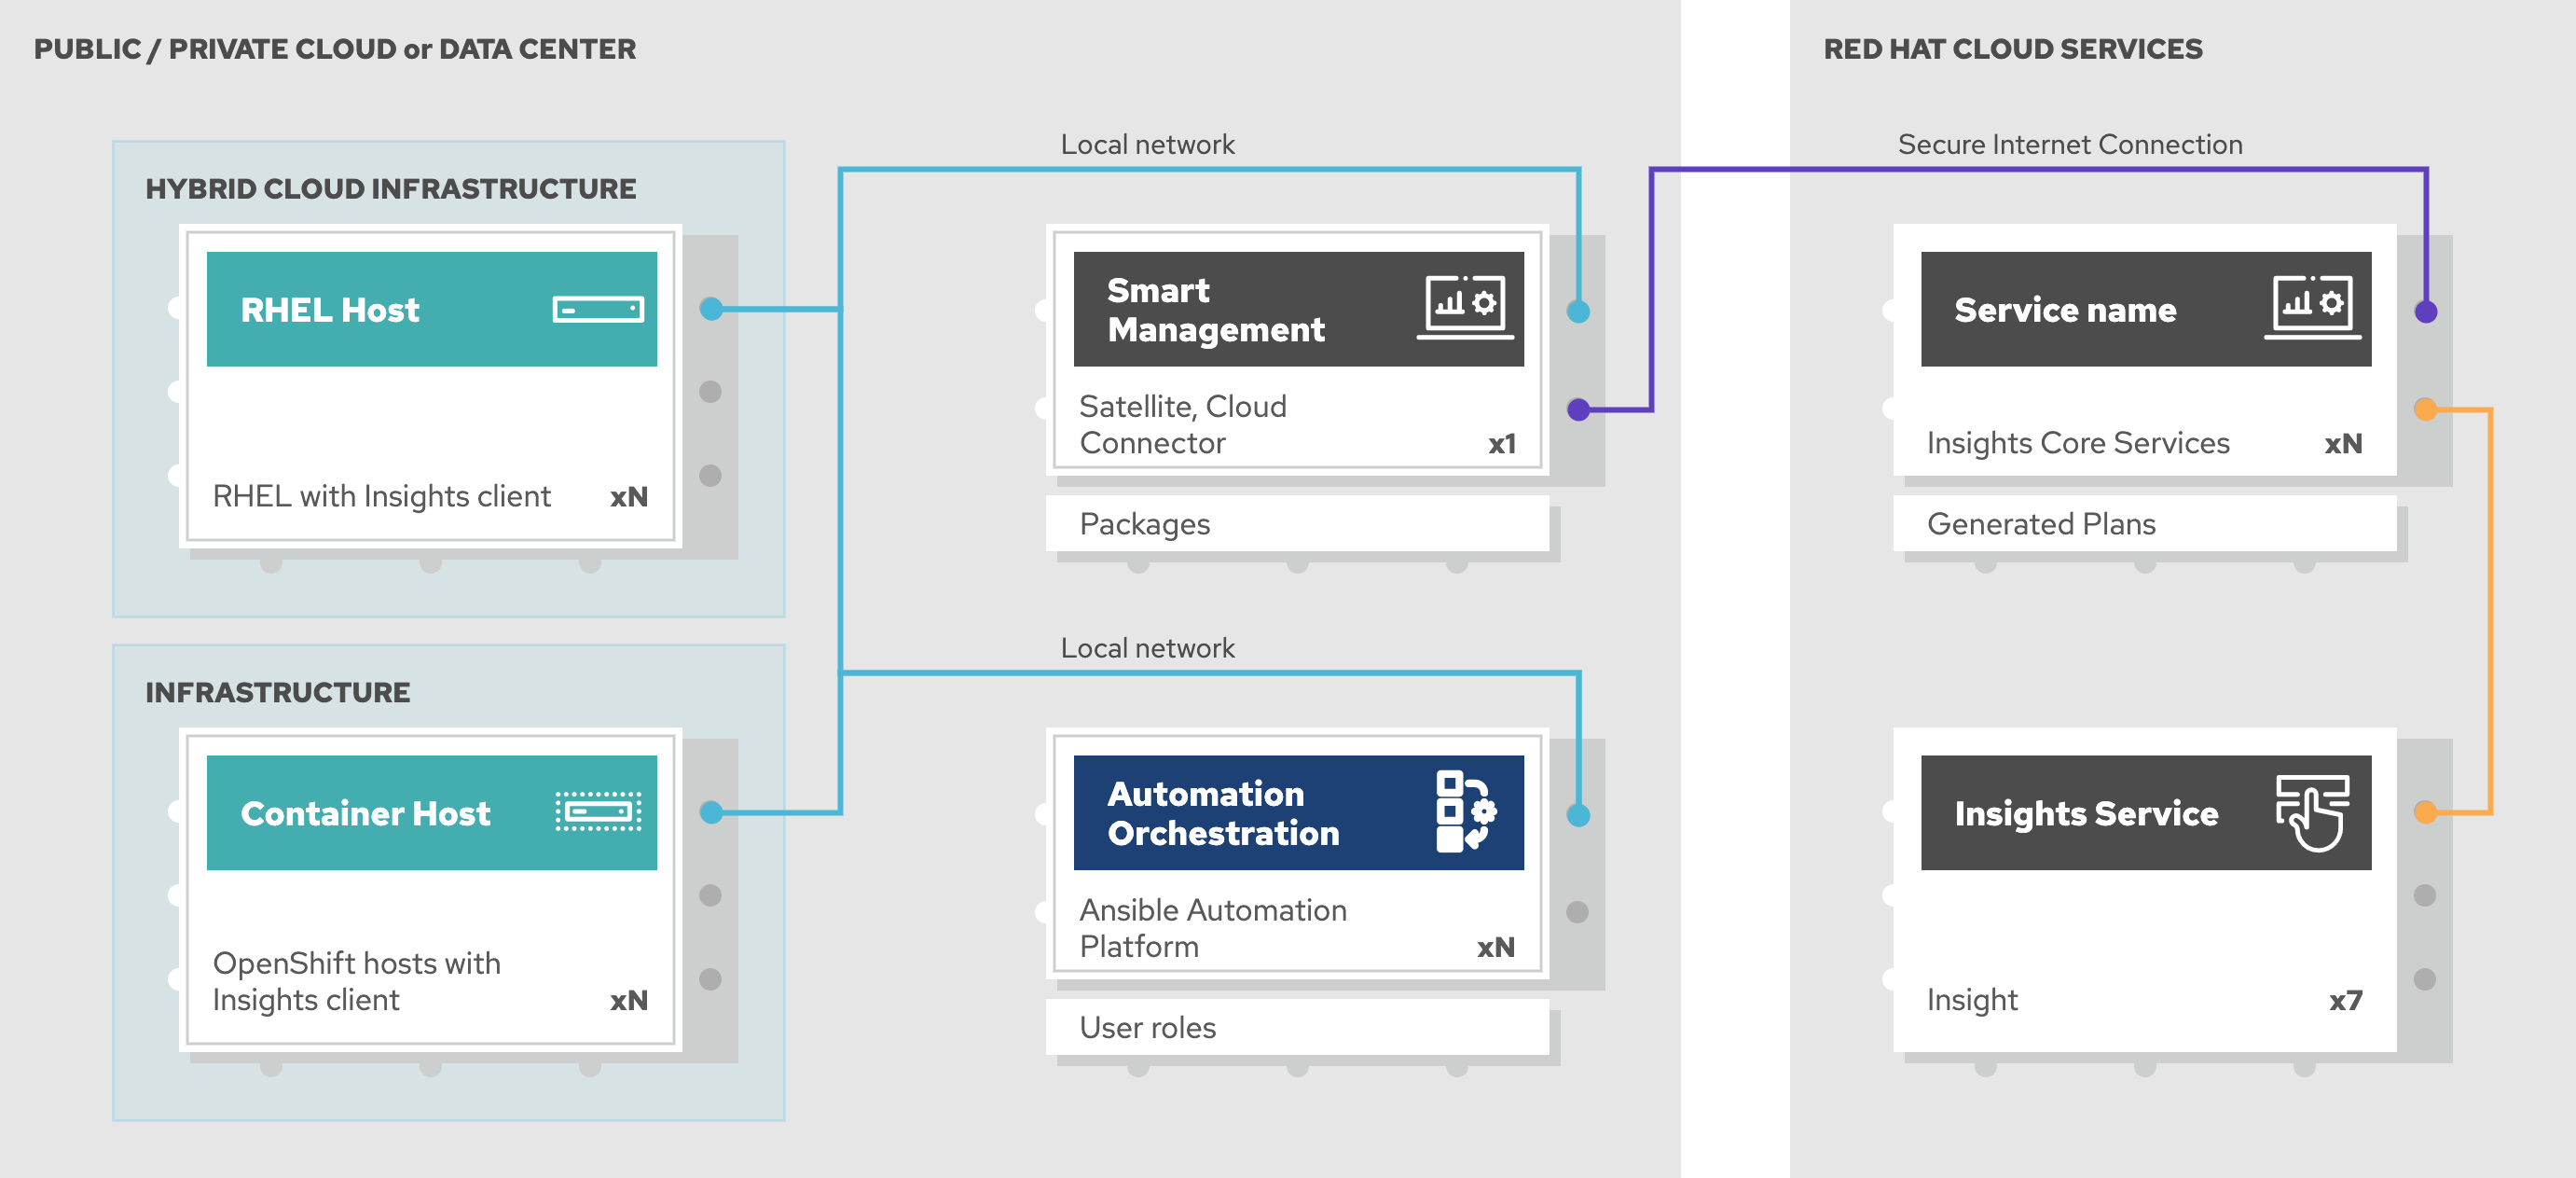 PUBLIC / PRIVATE CLOUD or DATA CENTER
HYBRID CLOUD INFRASTRUCTURE
RHEL Host
RHEL with Insights client xN
INFRASTRUCTURE
Container Host
OpenShift hosts with
Insights client xN
Local network
Smart
Management
Satellite, Cloud
Connector x1
Packages
Local network
Automation
Orchestration
Ansible Automation
Platform xN
User roles
RED HAT CLOUD SERVICES
Secure Internet Connection
Service name
Insights Core Services xN
Generated Plans
Insights Service
Insight x7